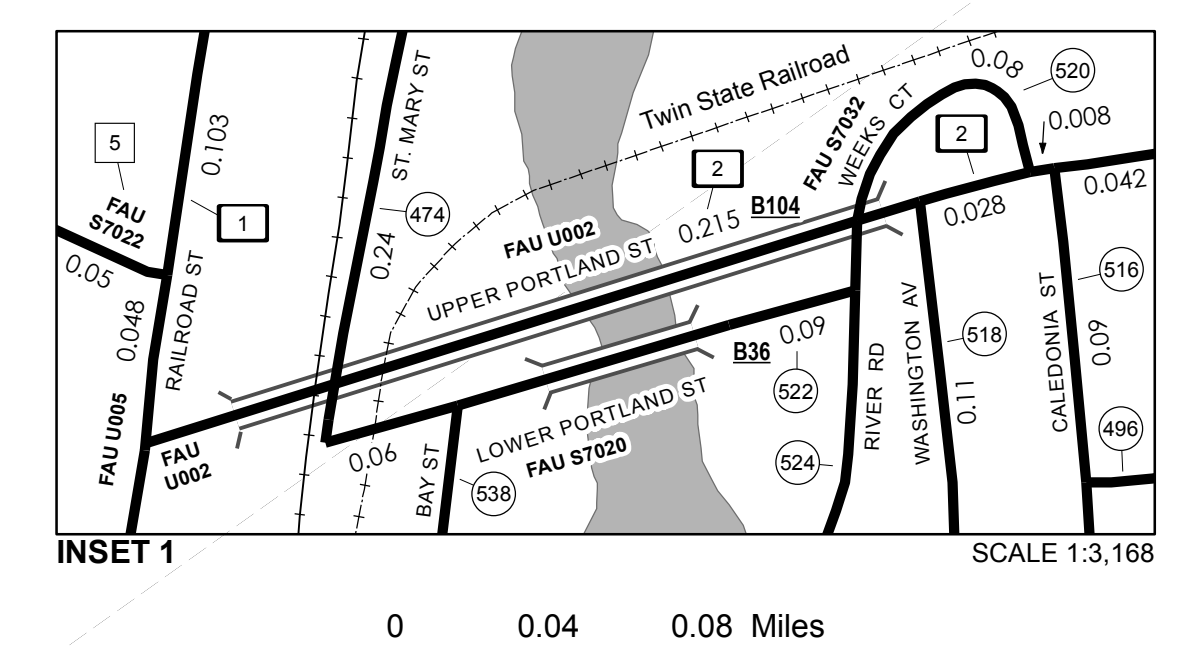 Twin State Railroad
0.08
520
0.008
5
FAU
S7022
0.103
1
ST. MARY ST
474
0.24
2
FAU S7032
WEEKS CT
2
B104
0.215
FAU U002
UPPER PORTLAND ST
0.028
0.042
0.05
0.048
RAILROAD ST
516
CALEDONIA ST
0.09
518
WASHINGTON AV
0.11
0.09
B36
522
RIVER RD
FAU U005
FAU
U002
0.06
LOWER PORTLAND ST
FAU S7020
BAY ST
538
524
496
INSET 1
SCALE 1:3,168
0 0.04 0.08 Miles